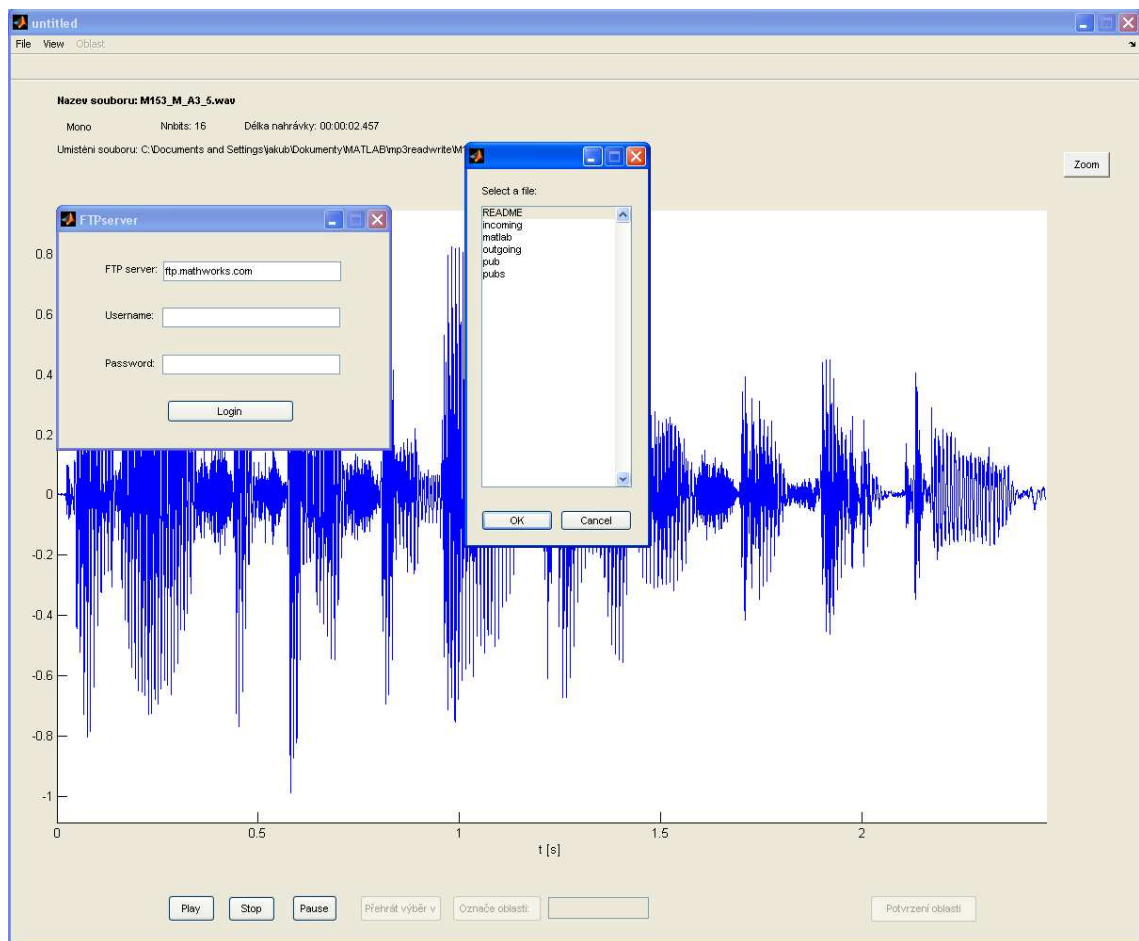 untitled
File View Oblast
Nazev souboru: M153_M_A3_5.wav
Mono Nnbits: 16 Délka nahrávky: 00:00:02.457
Umisténi souboru: C:\Documents and Settings\jakub\Dokumenty\MATLAB\mp3readwrite\M1
Zoom
FTPserver
FTP server: ftp.mathworks.com
Username:
Password:
Login
Select a file:
README
incoming
matlab
outgoing
pub
pubs
OK Cancel
0.8
0.6
0.4
0.2
0
-0.2
-0.4
-0.6
-0.8
-1
0 0.5 1 1.5 2
t [s]
Play Stop Pause Přehrát výběr v Označe oblasti: Potvrzení oblasti